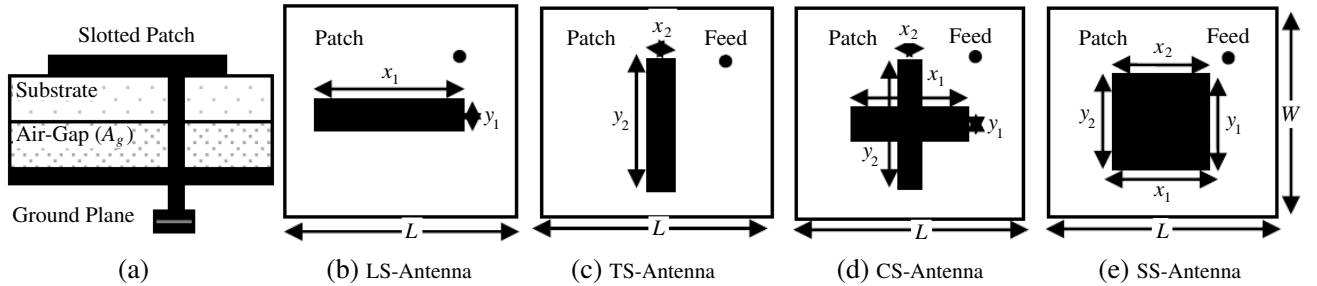 Slotted Patch
Substrate
Air-Gap (A_g)
Ground Plane
(a)
Patch
x_1
y_1
L
(b) LS-Antenna
Patch
x_2
Feed
y_2
L
(c) TS-Antenna
Patch
x_2
Feed
x_1
y_2
y_1
L
(d) CS-Antenna
Patch
x_2
Feed
y_2
y_1
x_1
W
L
(e) SS-Antenna